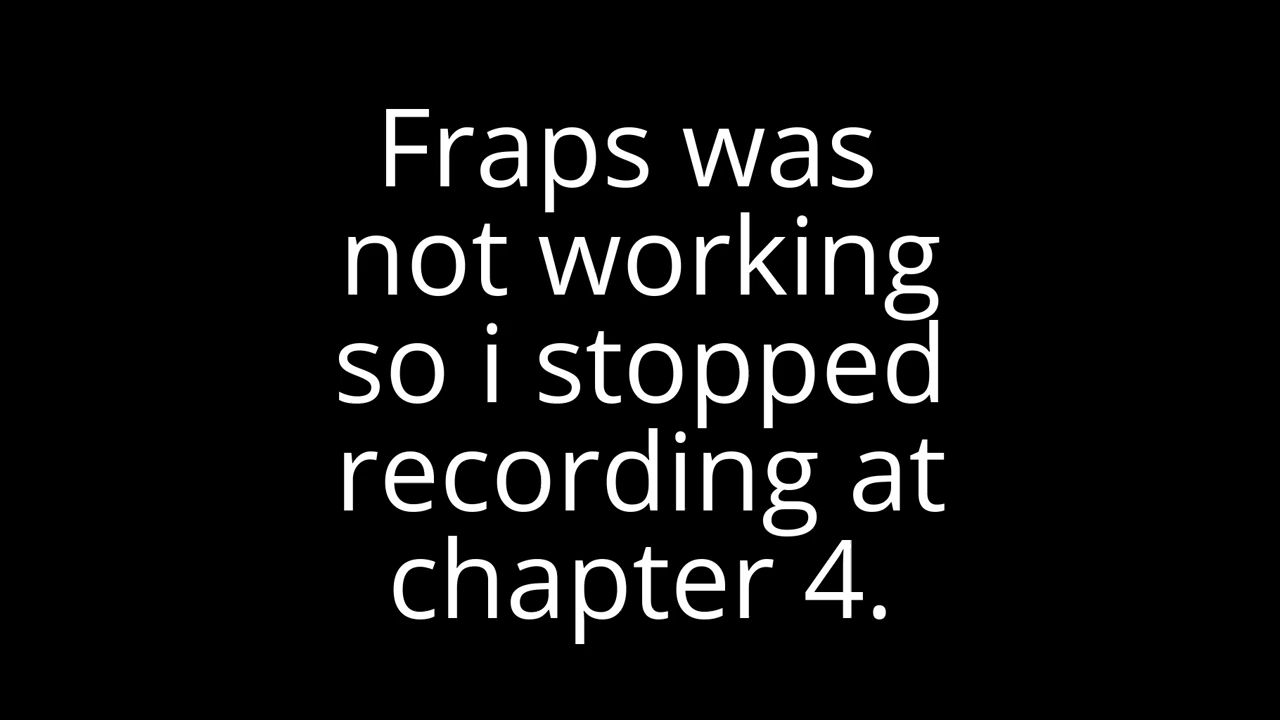 Fraps was
not working
so i stopped
recording at
chapter 4.